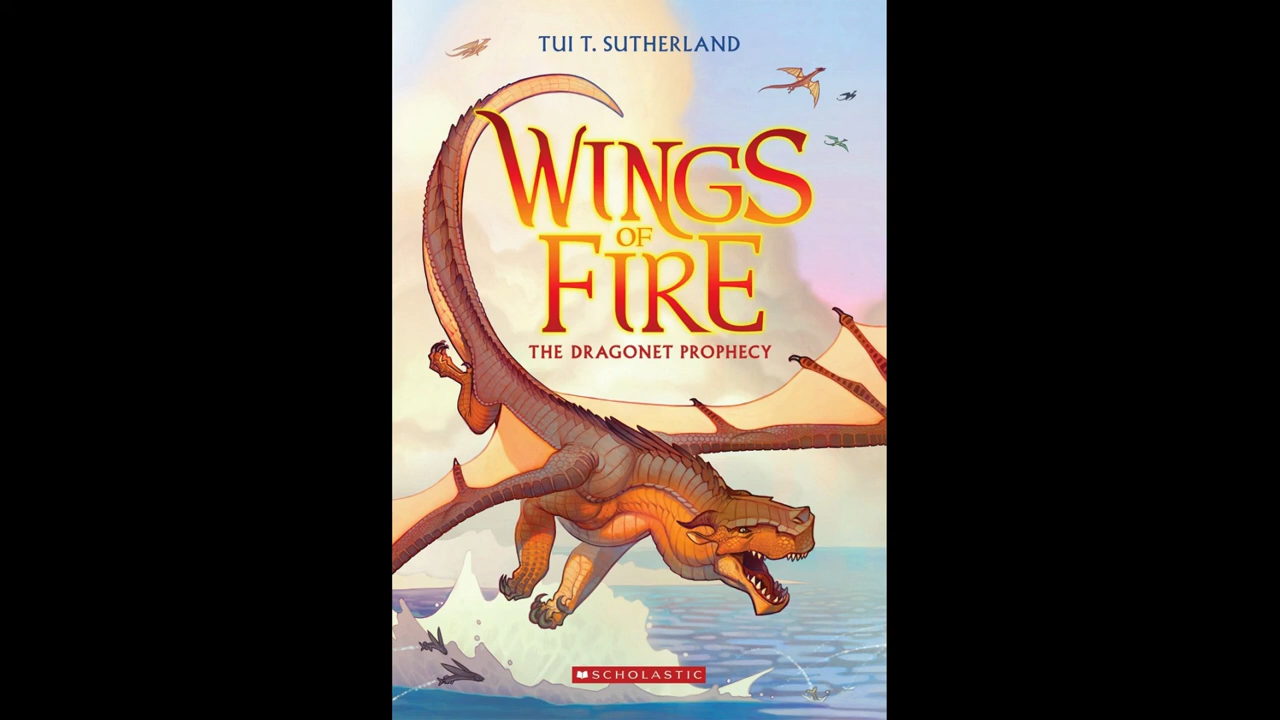 TUI T. SUTHERLAND
WINGS
OF
FIRE
THE DRAGONET PROPHECY
SCHOLASTIC